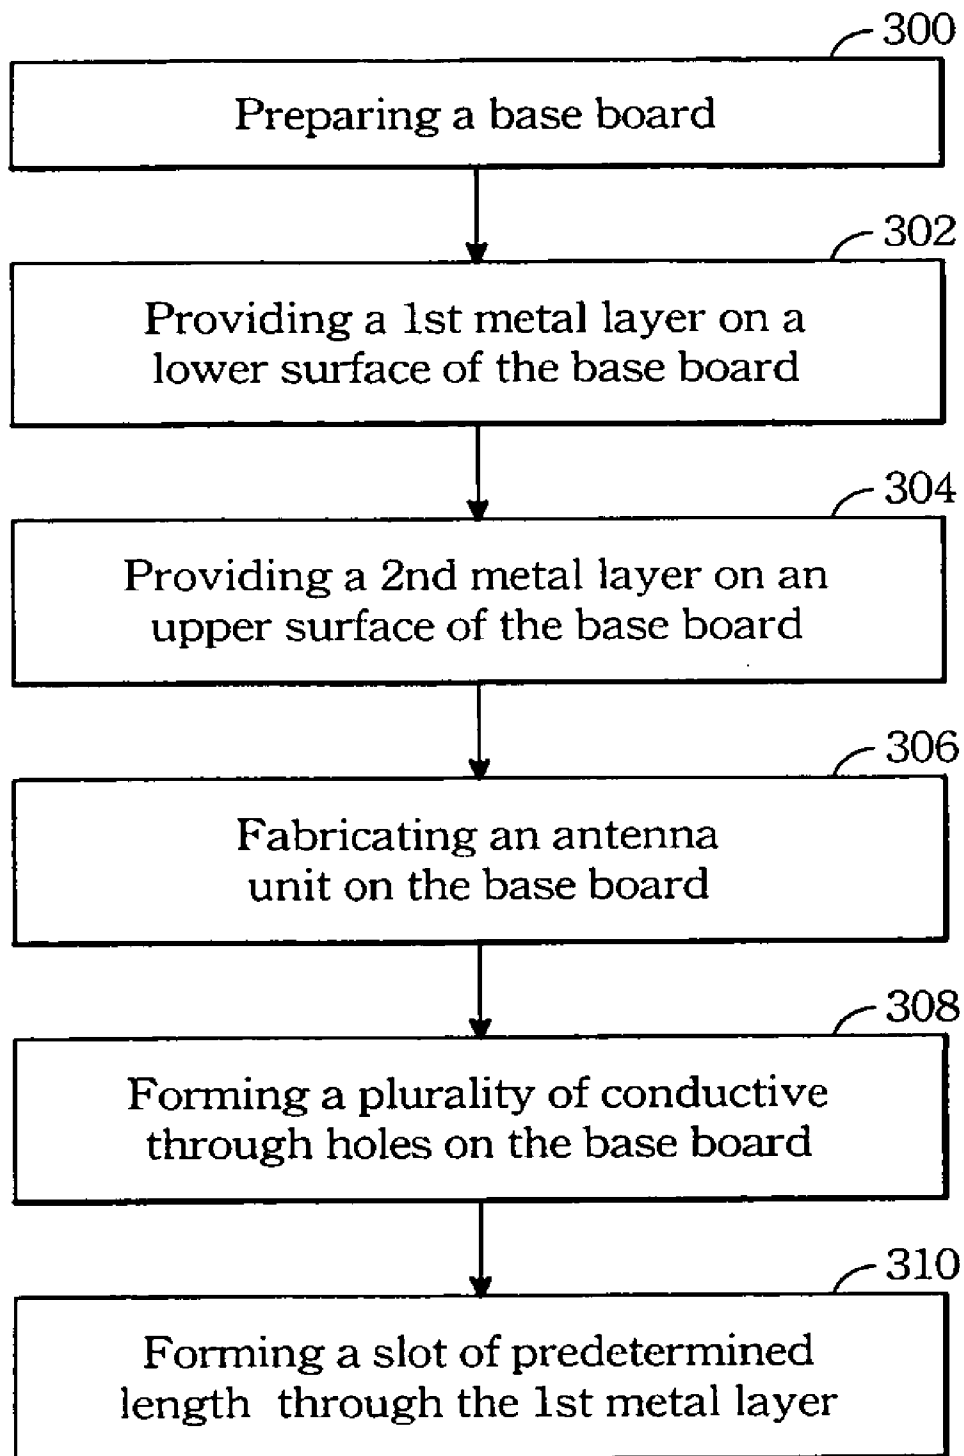 300
Preparing a base board
302
Providing a 1st metal layer on a
lower surface of the base board
304
Providing a 2nd metal layer on an
upper surface of the base board
306
Fabricating an antenna
unit on the base board
308
Forming a plurality of conductive
through holes on the base board
310
Forming a slot of predetermined
length through the 1st metal layer